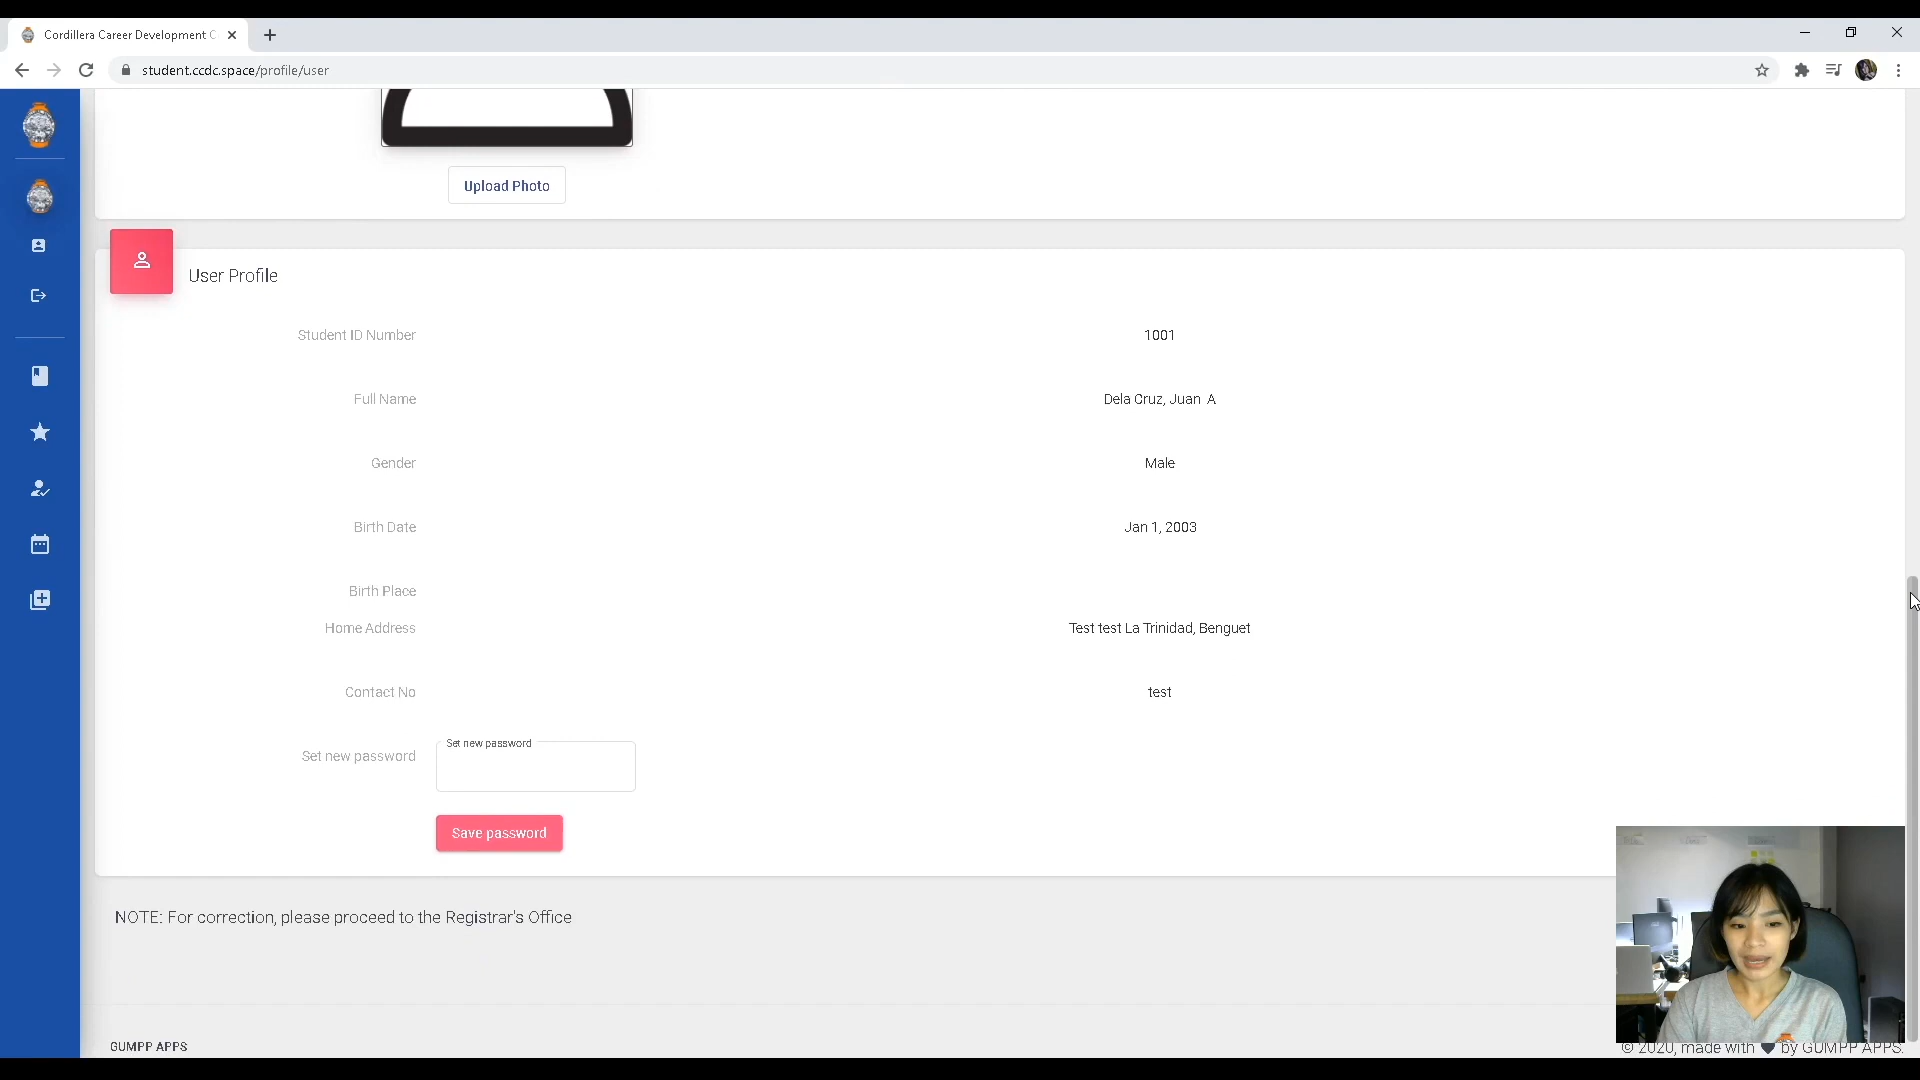 Cordillera Career Development C
student.ccdc.space/profile/user
Upload Photo
User Profile
Student ID Number
1001
Full Name
Dela Cruz, Juan A
Gender
Male
Birth Date
Jan 1, 2003
Birth Place
Home Address
Test test La Trinidad, Benguet
Contact No
test
Set new password
Set new password
Save password
NOTE: For correction, please proceed to the Registrar's Office
GUMPP APPS
© 2020, made with by GUMPP APPS.